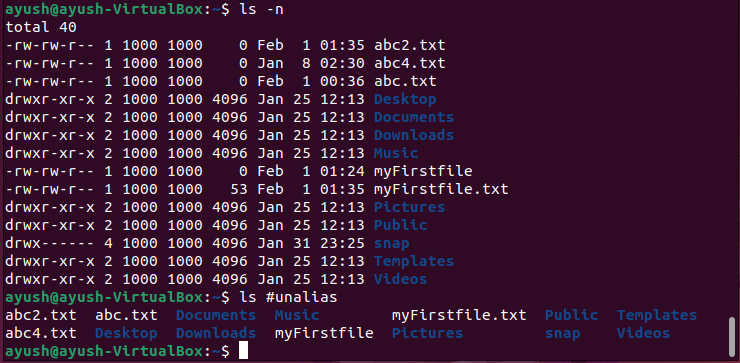 ayush@ayush-VirtualBox:~$ ls -n
total 40
-rw-rw-r-- 1 1000 1000    0 Feb  1 01:35 abc2.txt
-rw-rw-r-- 1 1000 1000    0 Jan  8 02:30 abc4.txt
-rw-rw-r-- 1 1000 1000    0 Feb  1 00:36 abc.txt
drwxr-xr-x 2 1000 1000 4096 Jan 25 12:13 Desktop
drwxr-xr-x 2 1000 1000 4096 Jan 25 12:13 Documents
drwxr-xr-x 2 1000 1000 4096 Jan 25 12:13 Downloads
drwxr-xr-x 2 1000 1000 4096 Jan 25 12:13 Music
-rw-rw-r-- 1 1000 1000    0 Feb  1 01:24 myFirstfile
-rw-rw-r-- 1 1000 1000   53 Feb  1 01:35 myFirstfile.txt
drwxr-xr-x 2 1000 1000 4096 Jan 25 12:13 Pictures
drwxr-xr-x 2 1000 1000 4096 Jan 25 12:13 Public
drwx------ 4 1000 1000 4096 Jan 31 23:25 snap
drwxr-xr-x 2 1000 1000 4096 Jan 25 12:13 Templates
drwxr-xr-x 2 1000 1000 4096 Jan 25 12:13 Videos
ayush@ayush-VirtualBox:~$ ls #unalias
abc2.txt  abc.txt  Documents  Music        myFirstfile.txt  Public  Templates
abc4.txt  Desktop  Downloads  myFirstfile  Pictures         snap    Videos
ayush@ayush-VirtualBox:~$